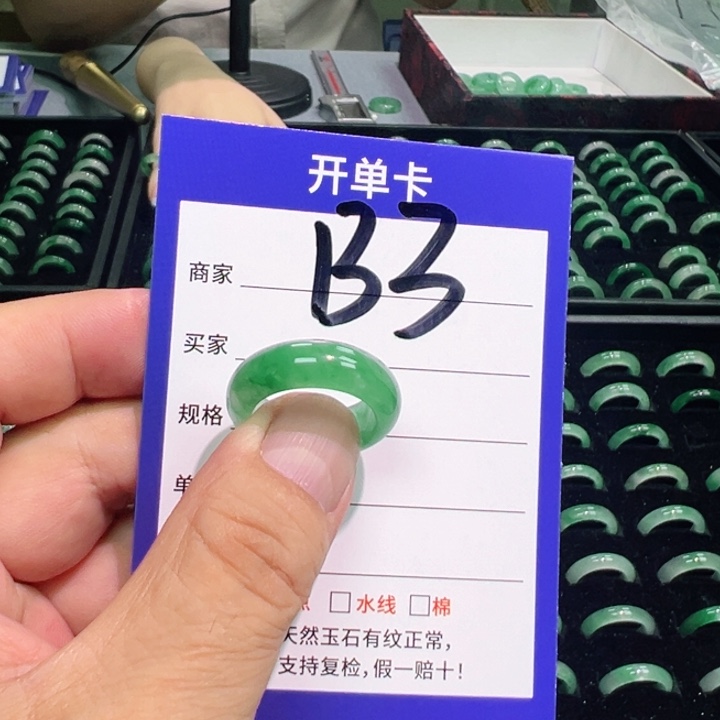 开单卡
B3
商家
买家
规格
单
水线 棉
天然玉石有纹正常，
支持复检，假一赔十！